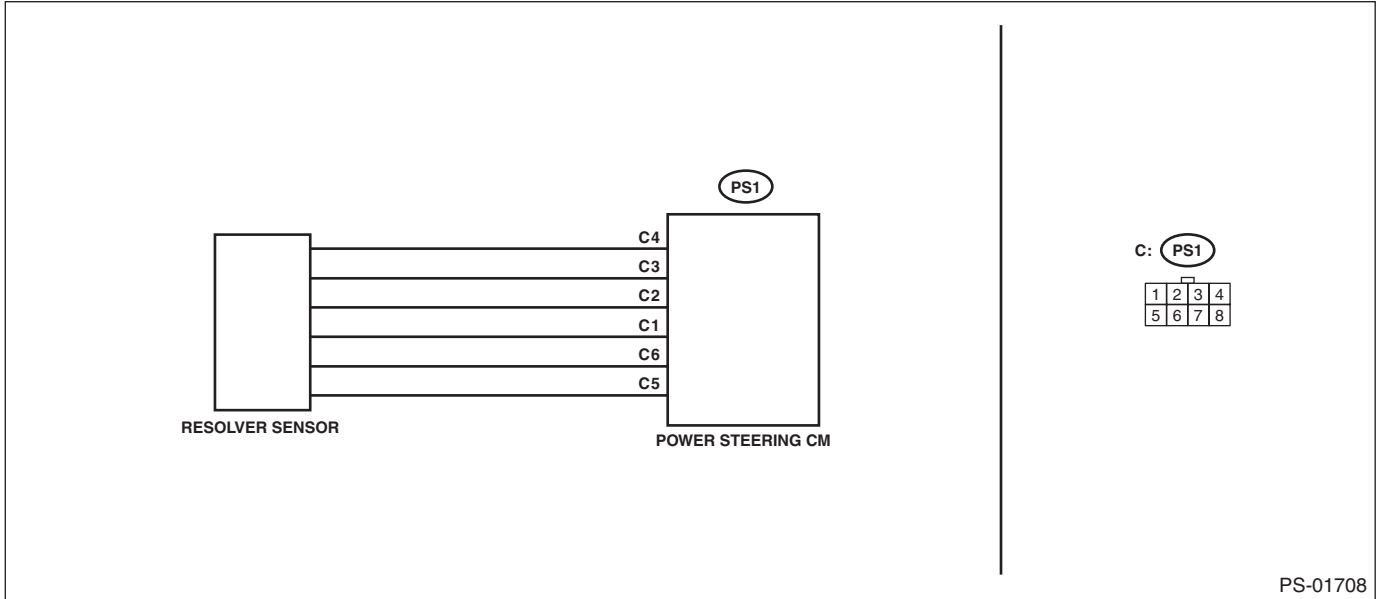 PS1
C4
C3
C2
C1
C6
C5
RESOLVER SENSOR
POWER STEERING CM
C: PS1
1 2 3 4
5 6 7 8
PS-01708